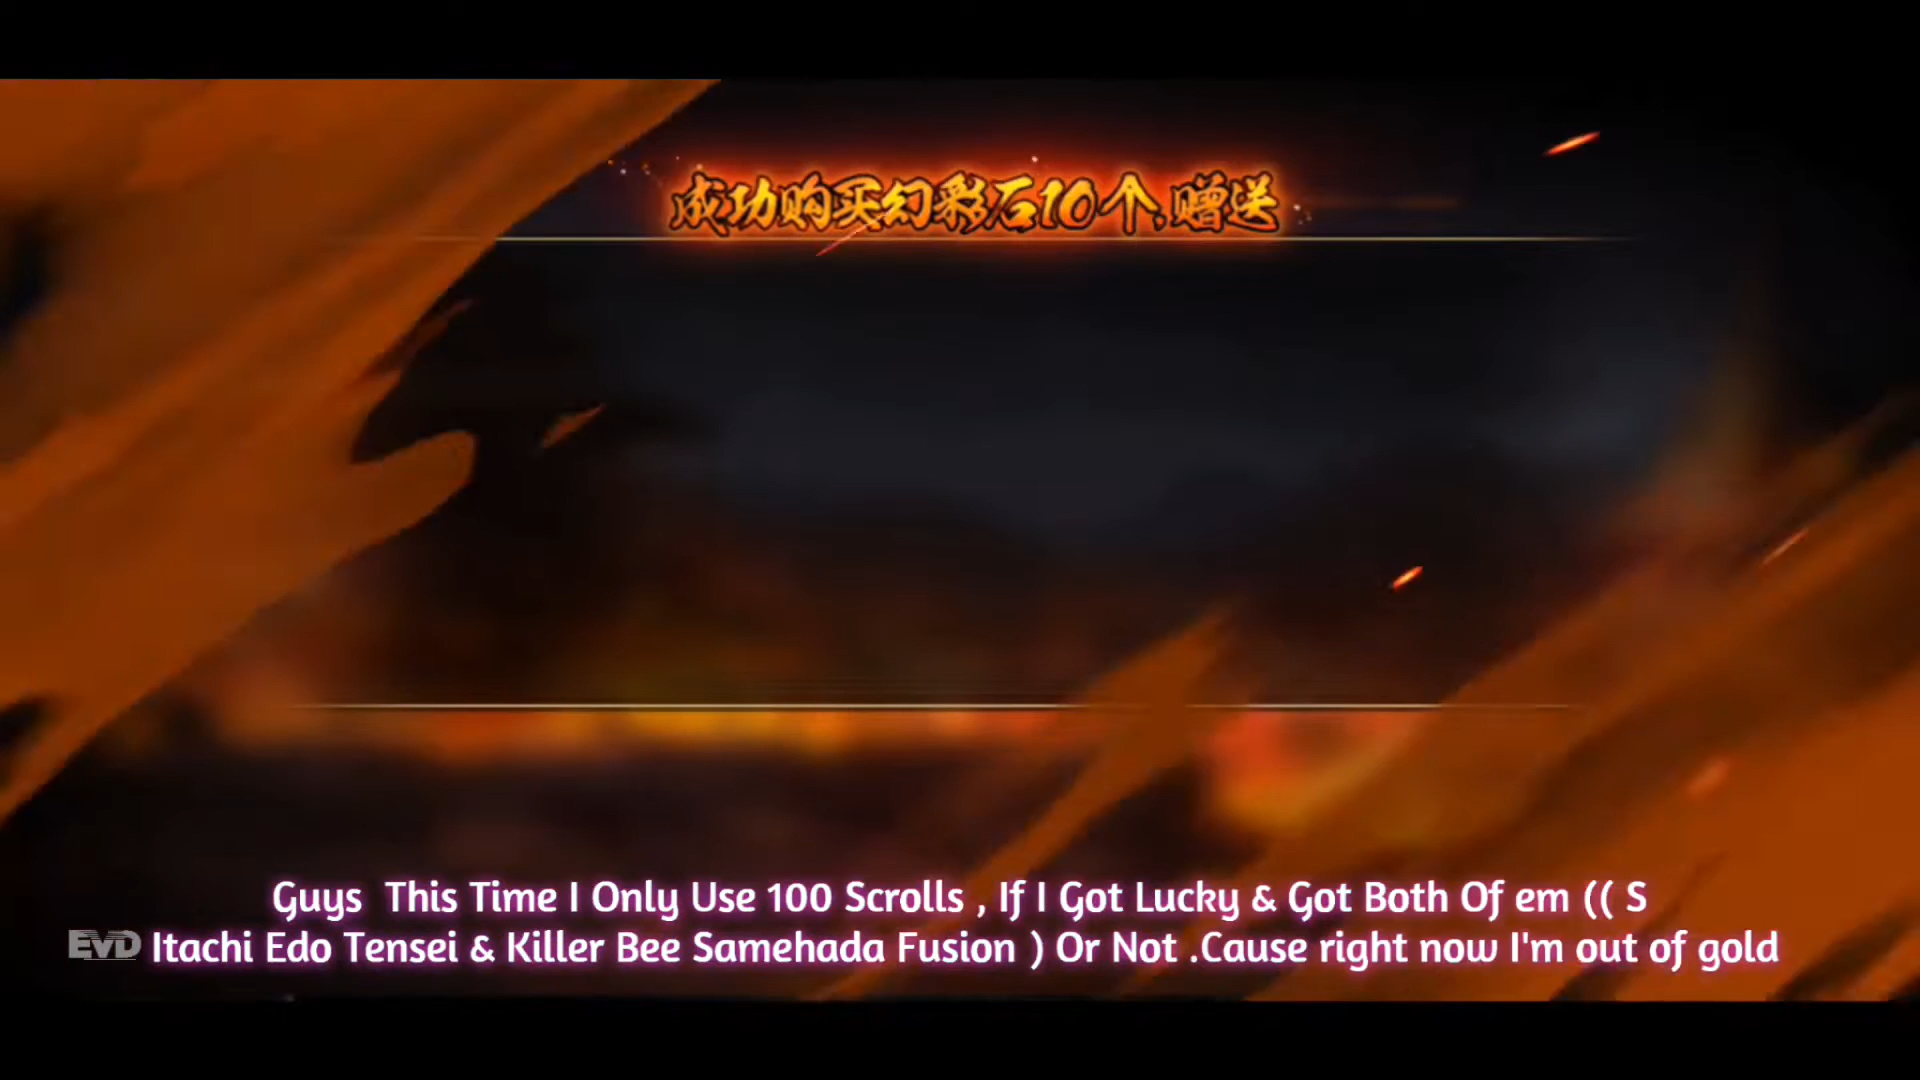 成功购买幻彩石10个,赠送
Guys This Time I Only Use 100 Scrolls , If I Got Lucky & Got Both Of em (( S
EVD
Itachi Edo Tensei & Killer Bee Samehada Fusion ) Or Not .Cause right now I'm out of gold